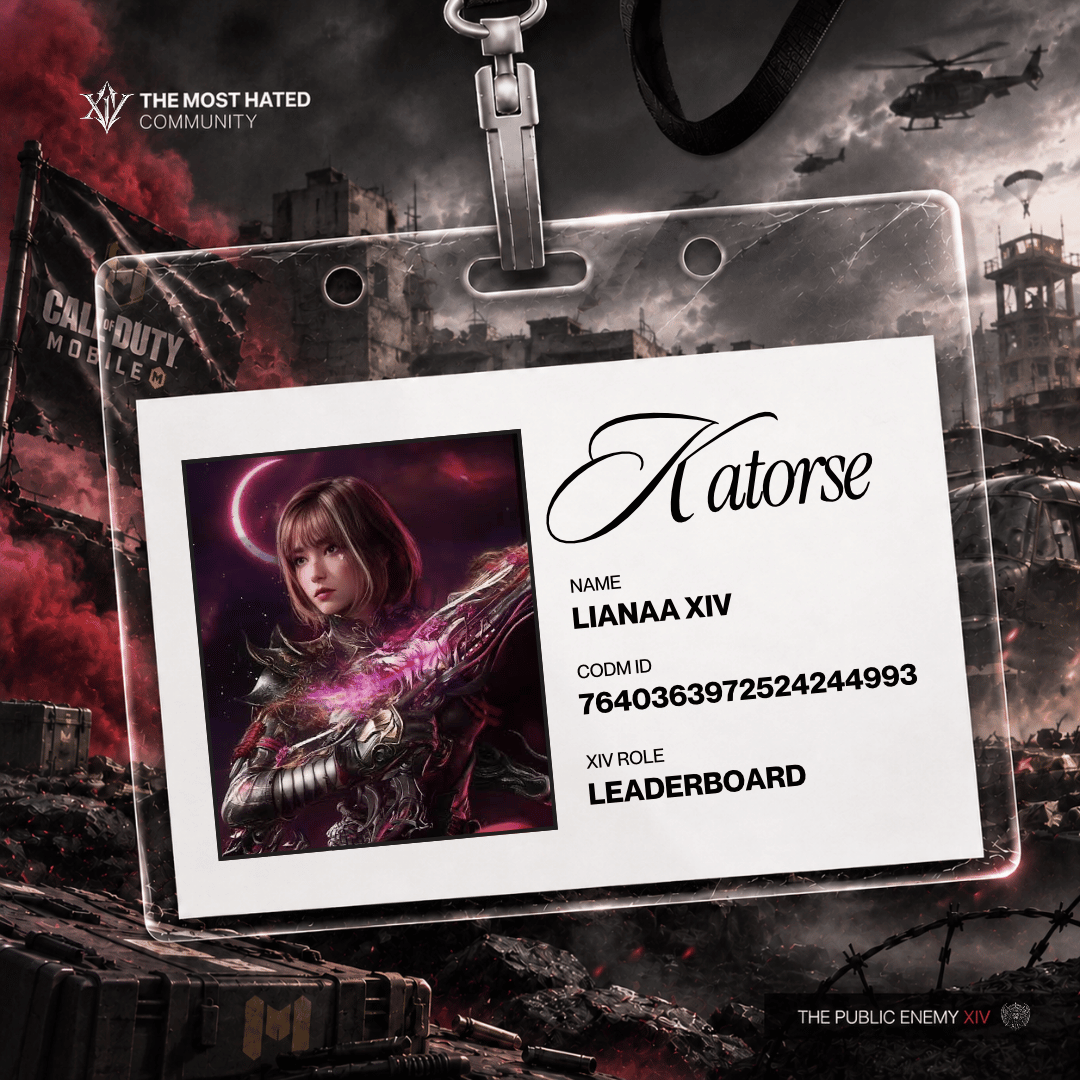 XIV
THE MOST HATED
COMMUNITY
CALL OF DUTY
MOBILE
Katorse
NAME
LIANAA XIV
CODM ID
7640363972524244993
XIV ROLE
LEADERBOARD
THE PUBLIC ENEMY XIV